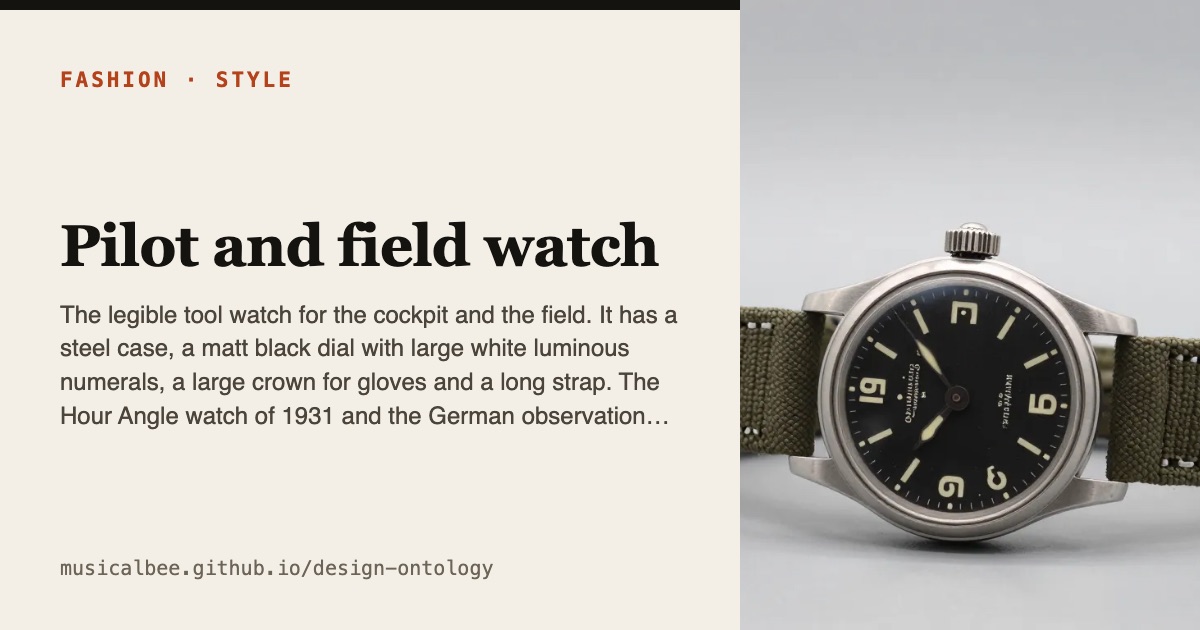 FASHION · STYLE
Pilot and field watch
The legible tool watch for the cockpit and the field. It has a
steel case, a matt black dial with large white luminous
numerals, a large crown for gloves and a long strap. The
Hour Angle watch of 1931 and the German observation…
musicalbee.github.io/design-ontology